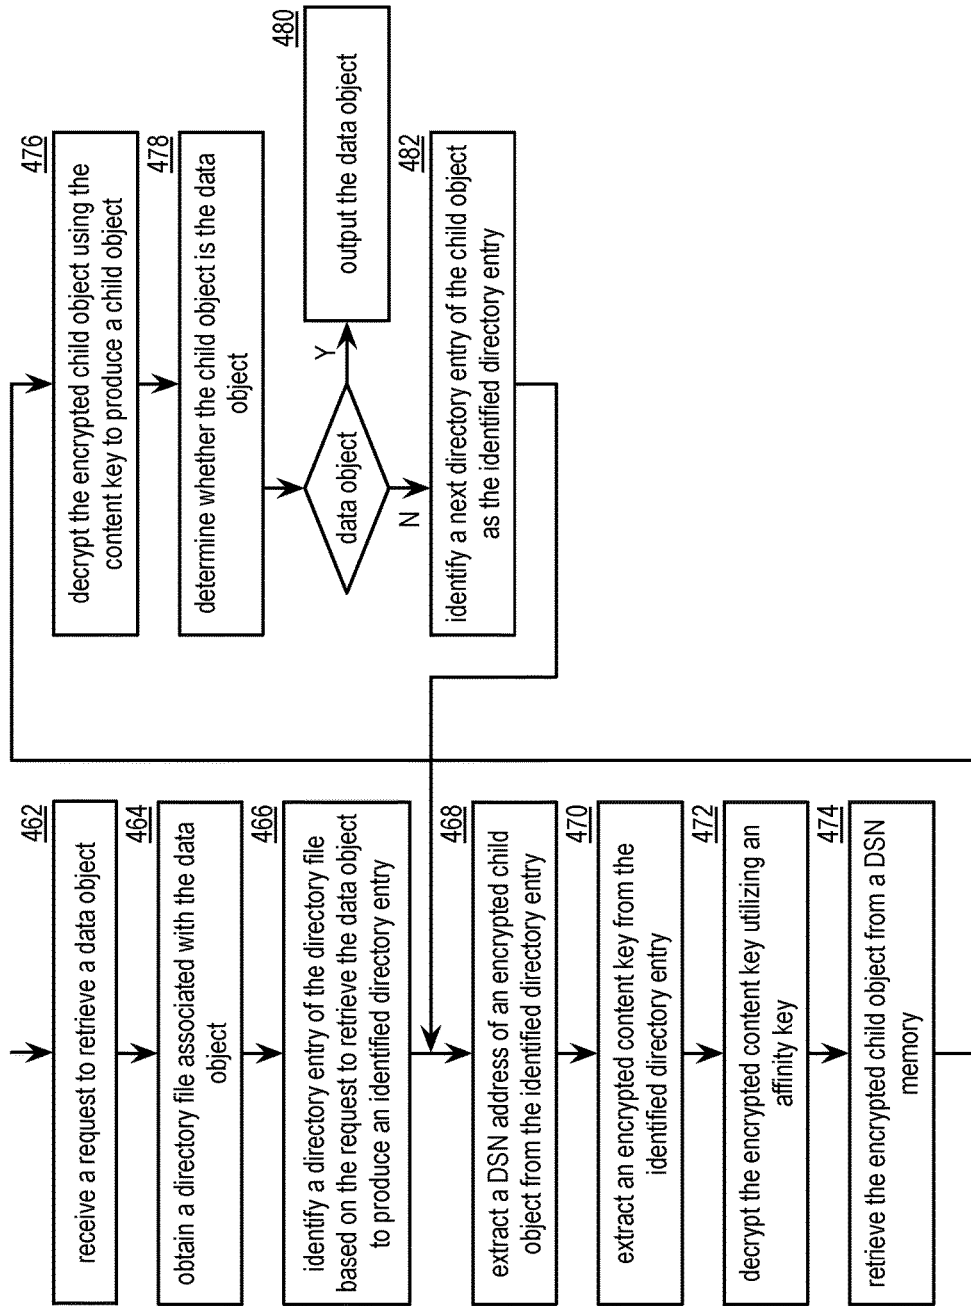 462
receive a request to retrieve a data object
464
obtain a directory file associated with the data
object
466
identify a directory entry of the directory file
based on the request to retrieve the data object
to produce an identified directory entry
468
extract a DSN address of an encrypted child
object from the identified directory entry
470
extract an encrypted content key from the
identified directory entry
472
decrypt the encrypted content key utilizing an
affinity key
474
retrieve the encrypted child object from a DSN
memory
476
decrypt the encrypted child object using the
content key to produce a child object
478
determine whether the child object is the data
object
data object
Y
480
output the data object
N
482
identify a next directory entry of the child object
as the identified directory entry